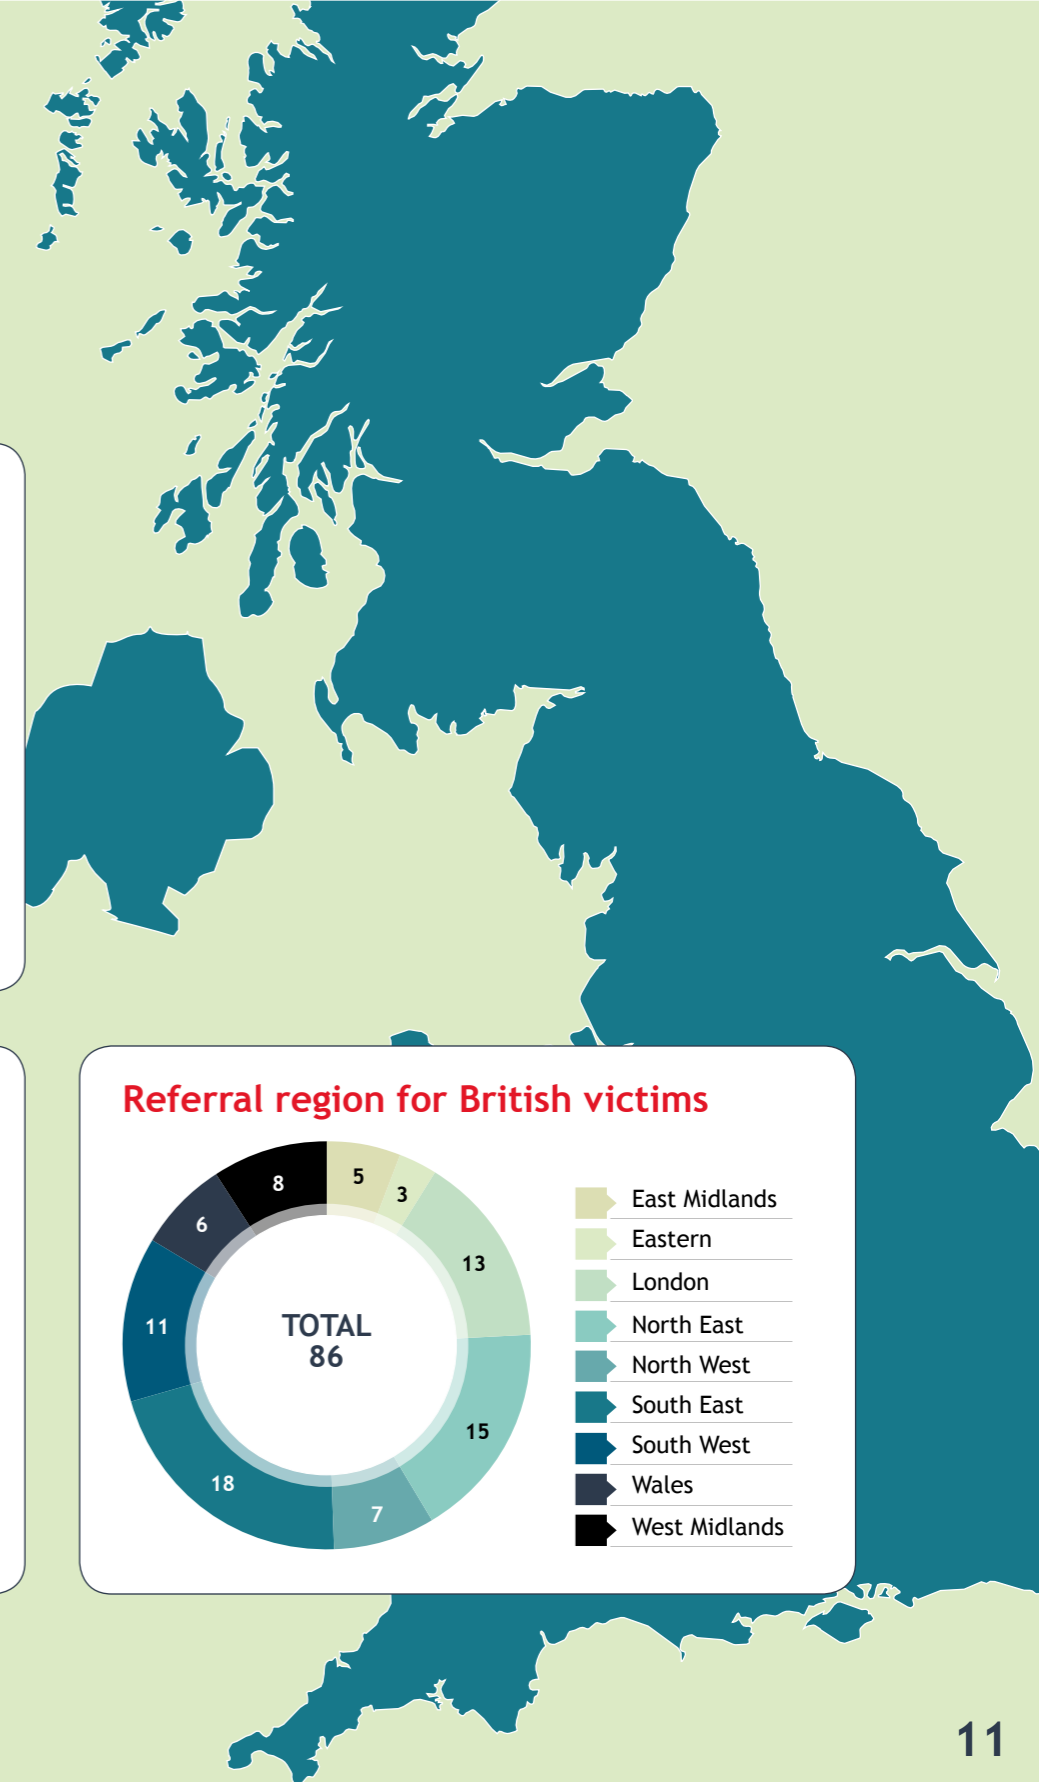 Referral region for British victims
5
3
13
15
7
18
11
6
8
TOTAL
86
East Midlands
Eastern
London
North East
North West
South East
South West
Wales
West Midlands
11